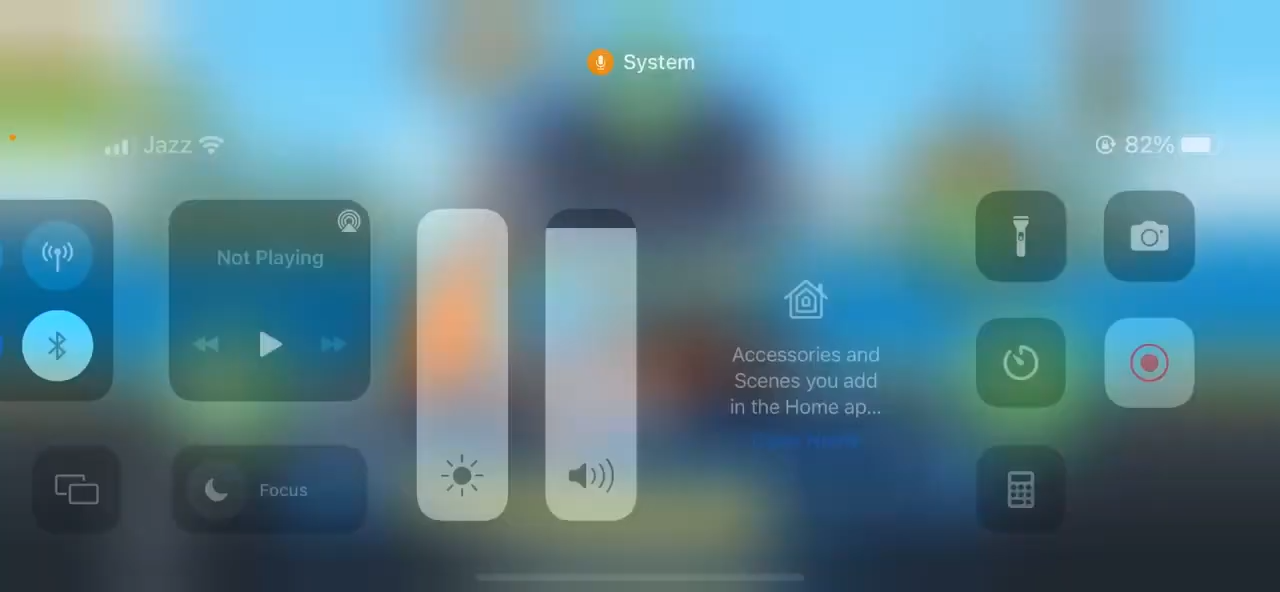 System
Jazz
82%
Not Playing
Accessories and
Scenes you add
in the Home ap...
Focus